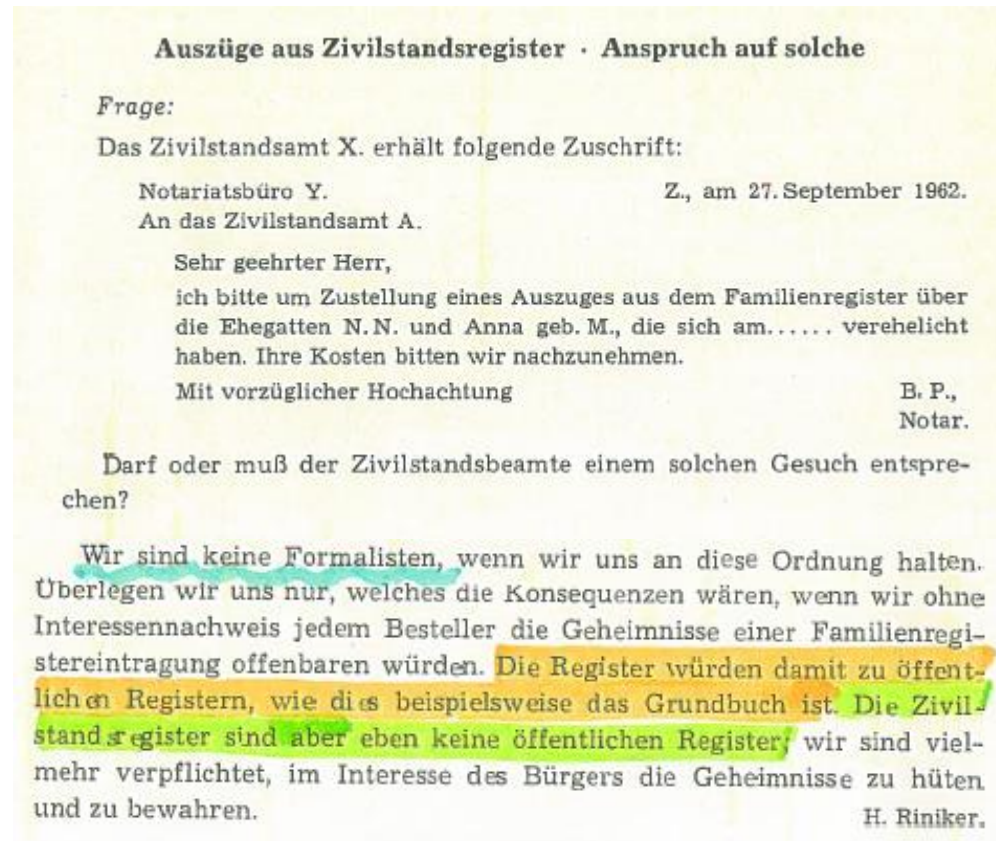 Auszüge aus Zivilstandsregister · Anspruch auf solche
Frage:
Das Zivilstandsamt X. erhält folgende Zuschrift:
Notariatsbüro Y. Z., am 27. September 1962.
An das Zivilstandsamt A.
Sehr geehrter Herr,
ich bitte um Zustellung eines Auszuges aus dem Familienregister über
die Ehegatten N. N. und Anna geb. M., die sich am...... verehelicht
haben. Ihre Kosten bitten wir nachzunehmen.
Mit vorzüglicher Hochachtung B. P.,
Notar.
Darf oder muß der Zivilstandsbeamte einem solchen Gesuch entspre-
chen?
Wir sind keine Formalisten, wenn wir uns an diese Ordnung halten.
Überlegen wir uns nur, welches die Konsequenzen wären, wenn wir ohne
Interessennachweis jedem Besteller die Geheimnisse einer Familienregi-
stereintragung offenbaren würden. Die Register würden damit zu öffent-
lichen Registern, wie dies beispielsweise das Grundbuch ist. Die Zivil-
standsregister sind aber eben keine öffentlichen Register; wir sind viel-
mehr verpflichtet, im Interesse des Bürgers die Geheimnisse zu hüten
und zu bewahren. H. Riniker.